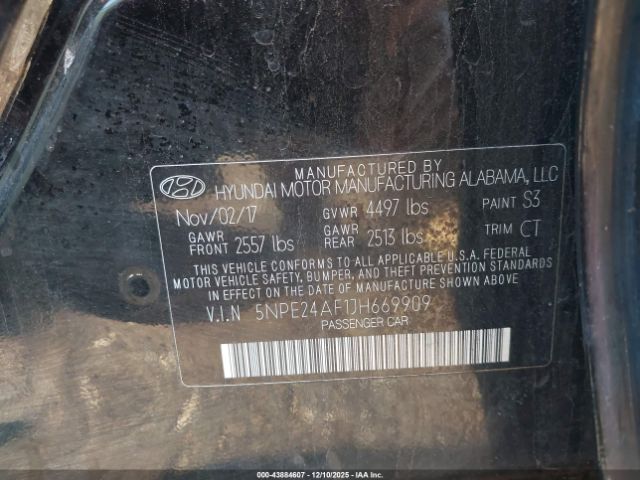 MANUFACTURED BY
HYUNDAI MOTOR MANUFACTURING ALABAMA, LLC
Nov/02/17 GVWR 4497 lbs PAINT S3
GAWR FRONT 2557 lbs GAWR REAR 2513 lbs TRIM CT
THIS VEHICLE CONFORMS TO ALL APPLICABLE U.S.A. FEDERAL
MOTOR VEHICLE SAFETY, BUMPER, AND THEFT PREVENTION STANDARDS
IN EFFECT ON THE DATE OF MANUFACTURE SHOWN ABOVE.
V.I.N 5NPE24AF1JH669909
PASSENGER CAR
000-43884607 - 12/10/2025 - IAA Inc.